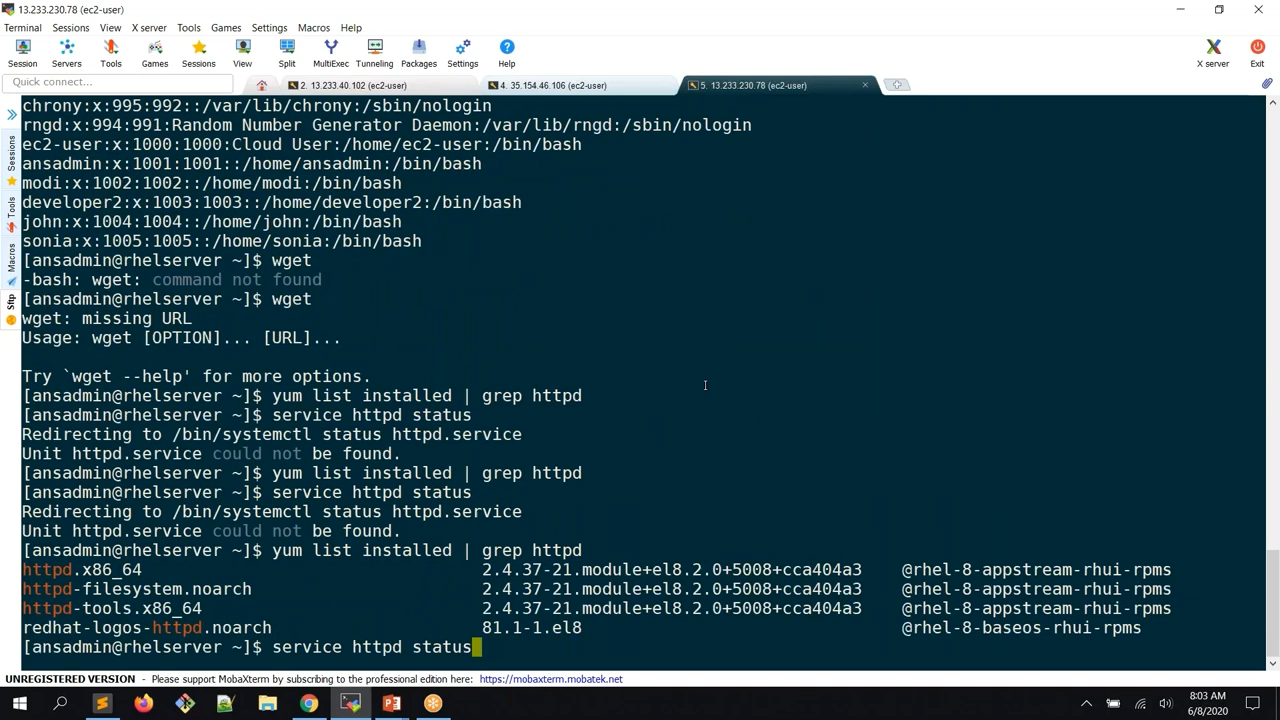 13.233.230.78 (ec2-user)
Terminal Sessions View X server Tools Games Settings Macros Help
Session Servers Tools Games Sessions View Split MultiExec Tunneling Packages Settings Help X server Exit
Quick connect... 2. 13.233.40.102 (ec2-user) 4. 35.154.46.106 (ec2-user) 5. 13.233.230.78 (ec2-user)
Sessions
Tools
Macros
Sftp
chrony:x:995:992::/var/lib/chrony:/sbin/nologin
rngd:x:994:991:Random Number Generator Daemon:/var/lib/rngd:/sbin/nologin
ec2-user:x:1000:1000:Cloud User:/home/ec2-user:/bin/bash
ansadmin:x:1001:1001::/home/ansadmin:/bin/bash
modi:x:1002:1002::/home/modi:/bin/bash
developer2:x:1003:1003::/home/developer2:/bin/bash
john:x:1004:1004::/home/john:/bin/bash
sonia:x:1005:1005::/home/sonia:/bin/bash
[ansadmin@rhelserver ~]$ wget
-bash: wget: command not found
[ansadmin@rhelserver ~]$ wget
wget: missing URL
Usage: wget [OPTION]... [URL]...
Try `wget --help' for more options.
[ansadmin@rhelserver ~]$ yum list installed | grep httpd
[ansadmin@rhelserver ~]$ service httpd status
Redirecting to /bin/systemctl status httpd.service
Unit httpd.service could not be found.
[ansadmin@rhelserver ~]$ yum list installed | grep httpd
[ansadmin@rhelserver ~]$ service httpd status
Redirecting to /bin/systemctl status httpd.service
Unit httpd.service could not be found.
[ansadmin@rhelserver ~]$ yum list installed | grep httpd
httpd.x86_64 2.4.37-21.module+el8.2.0+5008+cca404a3 @rhel-8-appstream-rhui-rpms
httpd-filesystem.noarch 2.4.37-21.module+el8.2.0+5008+cca404a3 @rhel-8-appstream-rhui-rpms
httpd-tools.x86_64 2.4.37-21.module+el8.2.0+5008+cca404a3 @rhel-8-appstream-rhui-rpms
redhat-logos-httpd.noarch 81.1-1.el8 @rhel-8-baseos-rhui-rpms
[ansadmin@rhelserver ~]$ service httpd status
UNREGISTERED VERSION - Please support MobaXterm by subscribing to the professional edition here: https://mobaxterm.mobatek.net
8:03 AM
6/8/2020